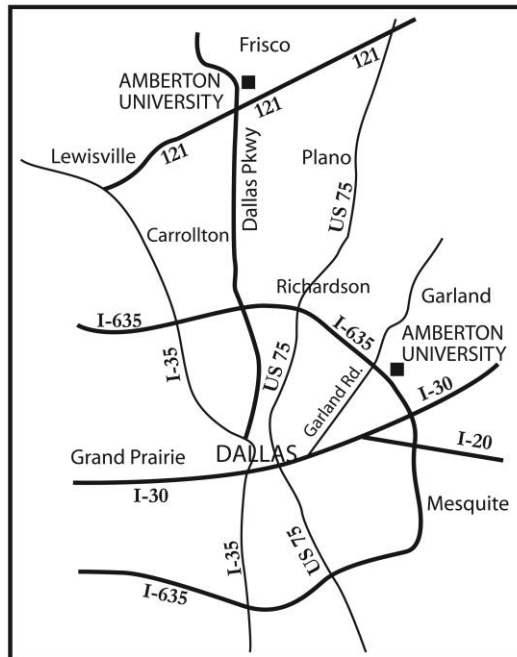 Frisco
121
AMBERTON
UNIVERSITY
121
Lewisville
121
Plano
Dallas Pkwy
US 75
Carrollton
Richardson
Garland
I-635
I-635
AMBERTON
UNIVERSITY
I-35
US 75
Garland Rd.
I-30
I-20
Grand Prairie
DALLAS
I-30
Mesquite
I-35
US 75
I-635